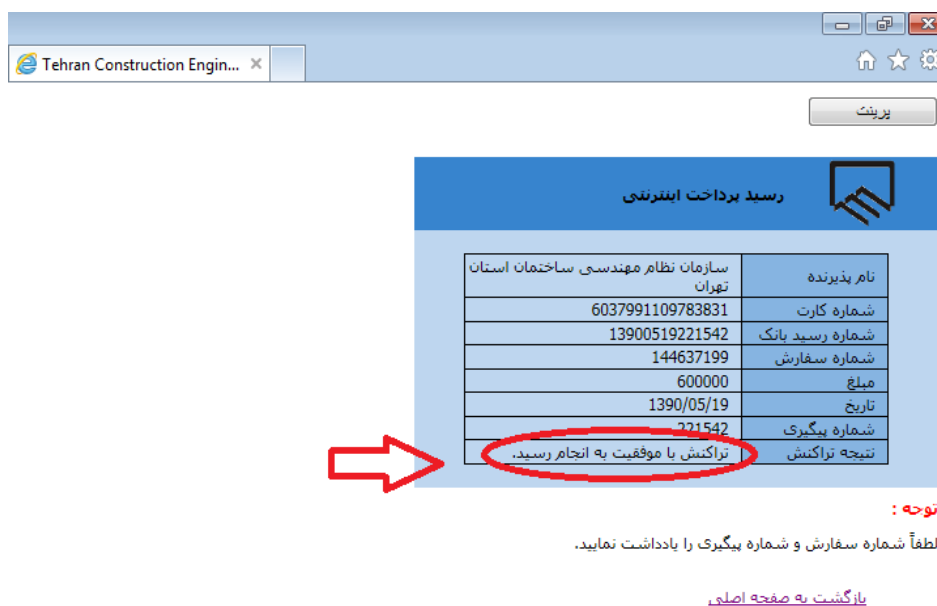 Tehran Construction Engin...
پرینت
رسید پرداخت اینترنتی
نام پذیرنده سازمان نظام مهندسی ساختمان استان
تهران
شماره کارت 6037991109783831
شماره رسید بانک 13900519221542
شماره سفارش 144637199
مبلغ 600000
تاریخ 1390/05/19
شماره پیگیری 221542
نتیجه تراکنش تراکنش با موفقیت به انجام رسید.
توجه :
لطفاً شماره سفارش و شماره پیگیری را یادداشت نمایید.
بازگشت به صفحه اصلی